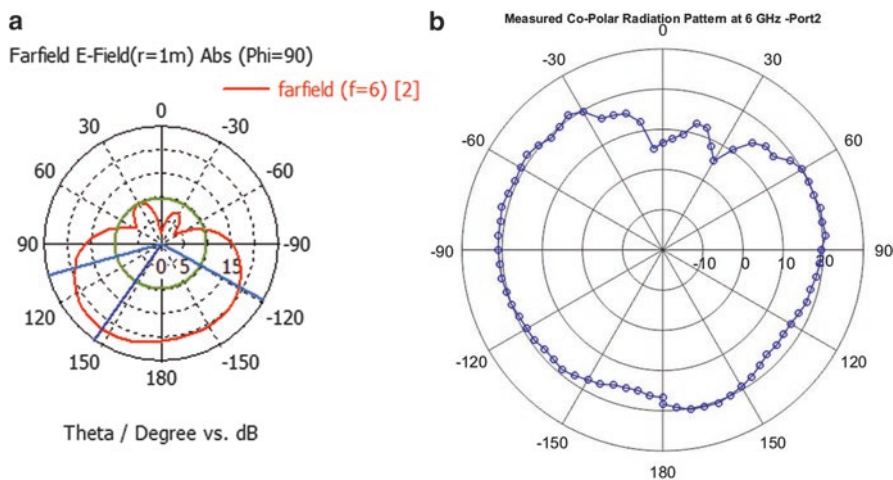 a
Farfield E-Field(r=1m) Abs (Phi=90)
farfield (f=6) [2]
0
30 -30
60 -60
90 -90
0 5 15
120 -120
150 -150
180
Theta / Degree vs. dB
b
Measured Co-Polar Radiation Pattern at 6 GHz -Port2
0
-30 30
-60 60
-90 90
-10 0 10 20
-120 120
-150 150
180